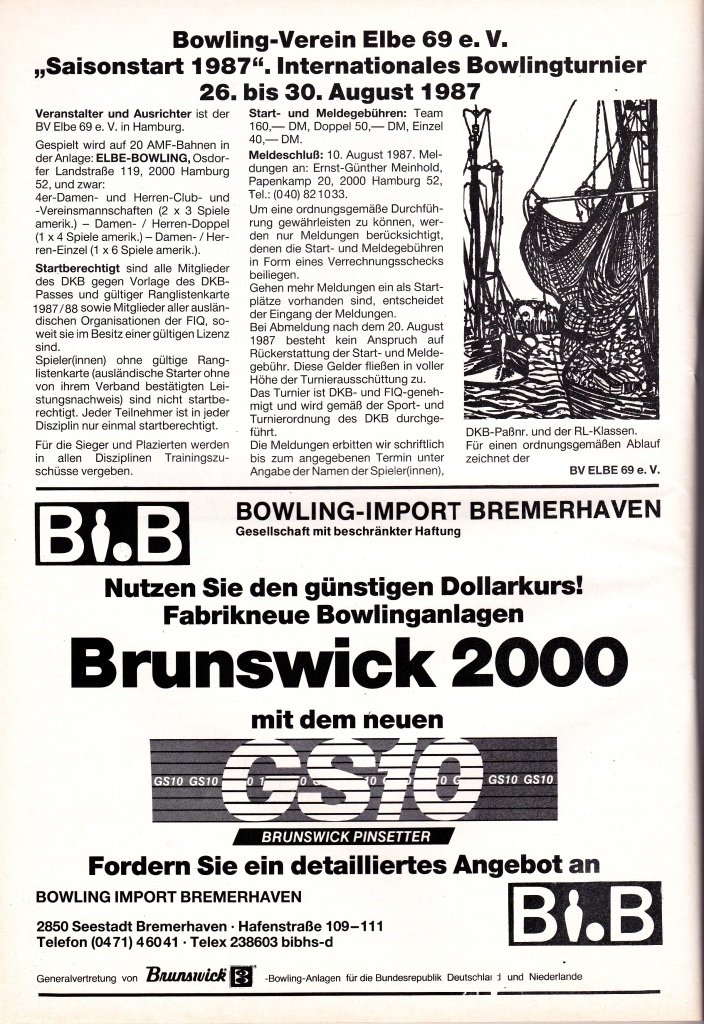 Bowling-Verein Elbe 69 e. V.
„Saisonstart 1987“. Internationales Bowlingturnier
26. bis 30. August 1987
Veranstalter und Ausrichter ist der
BV Elbe 69 e. V. in Hamburg.
Gespielt wird auf 20 AMF-Bahnen in
der Anlage: ELBE-BOWLING, Osdor-
fer Landstraße 119, 2000 Hamburg
52, und zwar:
4er-Damen- und Herren-Club- und
-Vereinsmannschaften (2 x 3 Spiele
amerik.) – Damen- / Herren-Doppel
(1 x 4 Spiele amerik.) – Damen- / Her-
ren-Einzel (1 x 6 Spiele amerik.).
Startberechtigt sind alle Mitglieder
des DKB gegen Vorlage des DKB-
Passes und gültiger Ranglistenkarte
1987/88 sowie Mitglieder aller auslän-
dischen Organisationen der FIQ, so-
weit sie im Besitz einer gültigen Lizenz
sind.
Spieler(innen) ohne gültige Rang-
listenkarte (ausländische Starter ohne
von ihrem Verband bestätigten Lei-
stungsnachweis) sind nicht startbe-
rechtigt. Jeder Teilnehmer ist in jeder
Disziplin nur einmal startberechtigt.
Für die Sieger und Plazierten werden
in allen Disziplinen Trainingszu-
schüsse vergeben.
Start- und Meldegebühren: Team
160,— DM, Doppel 50,— DM, Einzel
40,— DM.
Meldeschluß: 10. August 1987. Mel-
dungen an: Ernst-Günther Meinhold,
Papenkamp 20, 2000 Hamburg 52,
Tel.: (0 40) 82 10 33.
Um eine ordnungsgemäße Durchfüh-
rung gewährleisten zu können, wer-
den nur Meldungen berücksichtigt,
denen die Start- und Meldegebühren
in Form eines Verrechnungsschecks
beiliegen.
Gehen mehr Meldungen ein als Start-
plätze vorhanden sind, entscheidet
der Eingang der Meldungen.
Bei Abmeldung nach dem 20. August
1987 besteht kein Anspruch auf
Rückerstattung der Start- und Melde-
gebühr. Diese Gelder fließen in voller
Höhe der Turnierausschüttung zu.
Das Turnier ist DKB- und FIQ-geneh-
migt und wird gemäß der Sport- und
Turnierordnung des DKB durchge-
führt.
Die Meldungen erbitten wir schriftlich
bis zum angegebenen Termin unter
Angabe der Namen der Spieler(innen),
DKB-Paßnr. und der RL-Klassen.
Für einen ordnungsgemäßen Ablauf
zeichnet der
BV ELBE 69 e. V.
BI.B
BOWLING-IMPORT BREMERHAVEN
Gesellschaft mit beschränkter Haftung
Nutzen Sie den günstigen Dollarkurs!
Fabrikneue Bowlinganlagen
Brunswick 2000
mit dem neuen
GS10 GS10 GS10 GS10 GS10
BRUNSWICK PINSETTER
Fordern Sie ein detailliertes Angebot an
BOWLING IMPORT BREMERHAVEN
2850 Seestadt Bremerhaven · Hafenstraße 109–111
Telefon (04 71) 4 60 41 · Telex 238603 bibhs-d
BI.B
Generalvertretung von Brunswick B -Bowling-Anlagen für die Bundesrepublik Deutschland und Niederlande